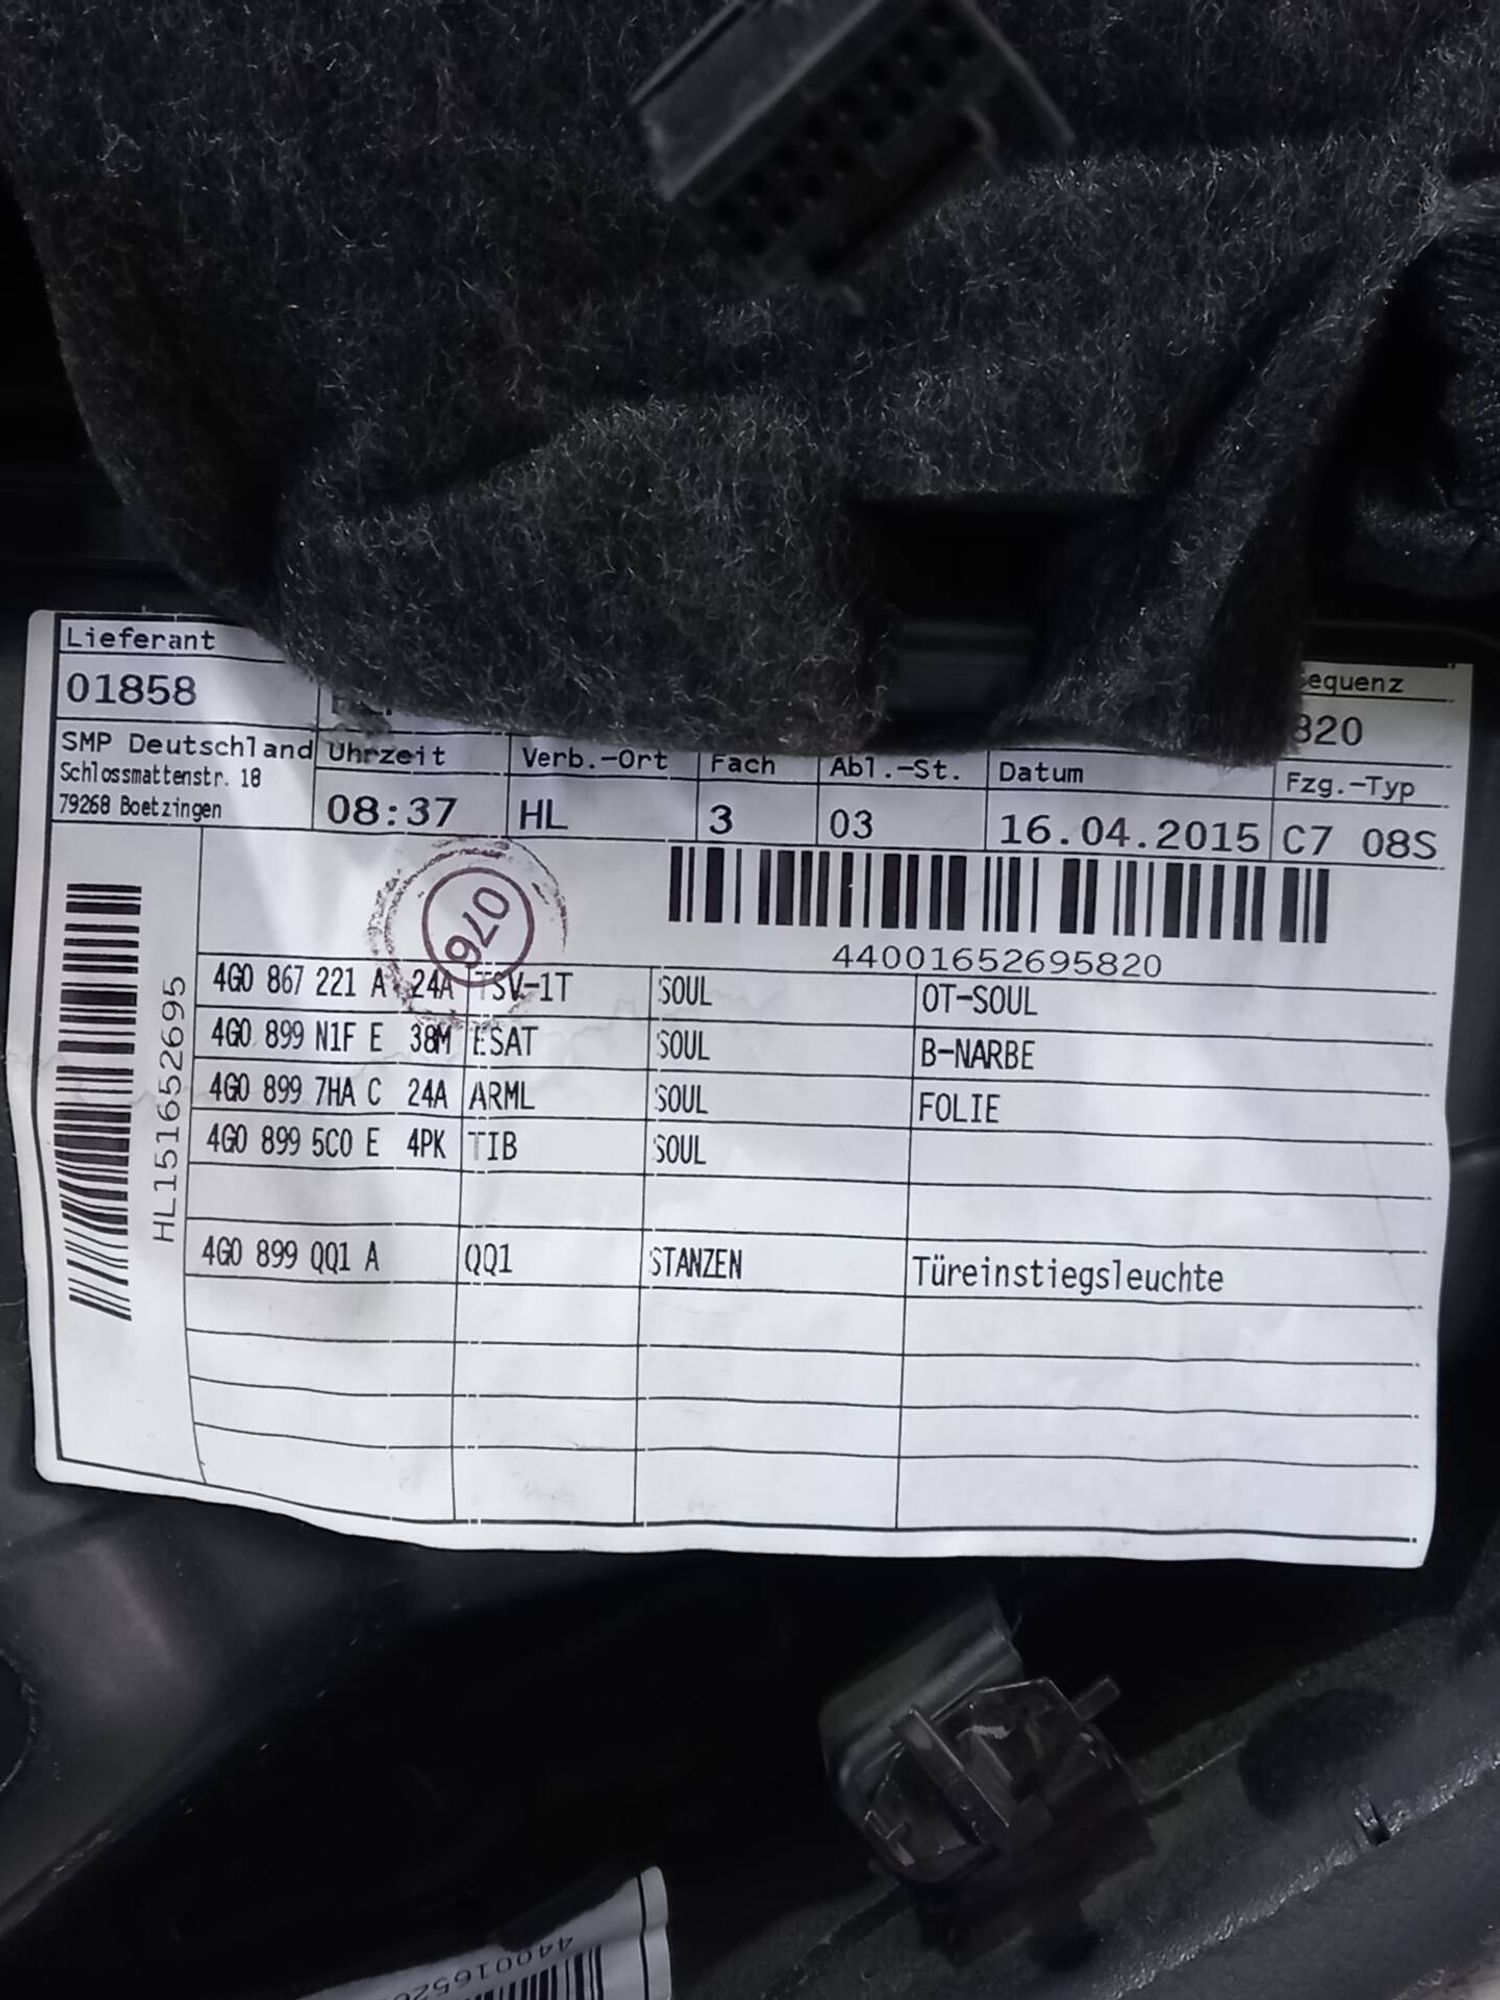 Lieferant
equenz
01858
820
SMP Deutschland
Schlossmattenstr. 18
79268 Boetzingen
Uhrzeit Verb.-Ort Fach Abl.-St. Datum Fzg.-Typ
08:37 HL 3 03 16.04.2015 C7 08S
076
44001652695820
HL151652695
4G0 867 221 A 24A TSV-1T SOUL OT-SOUL
4G0 899 N1F E 38M ESAT SOUL B-NARBE
4G0 899 7HA C 24A ARML SOUL FOLIE
4G0 899 5C0 E 4PK TIB SOUL
4G0 899 QQ1 A QQ1 STANZEN Türeinstiegsleuchte